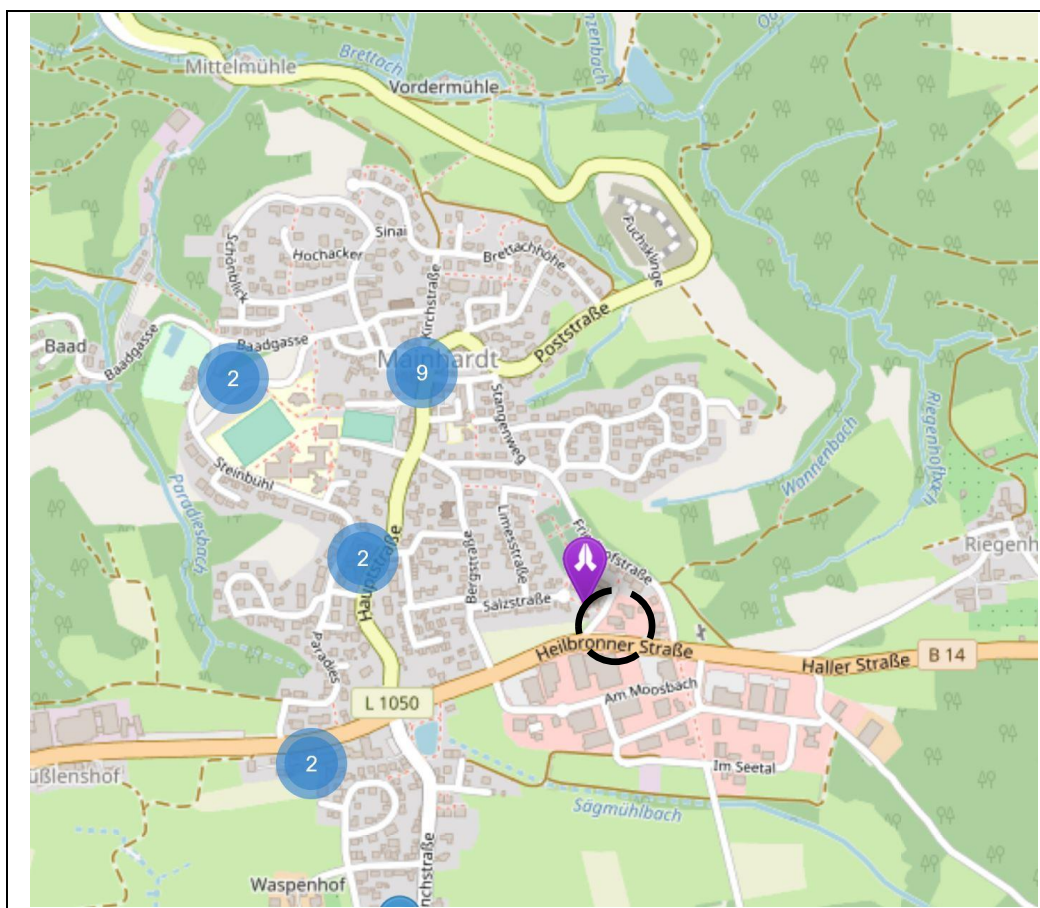 Brettach
Mittelmühle
Vordermühle
Fuchsklinge
Sinai
Schönblick
Hochacker
Brettachhöhe
Kirchstraße
Poststraße
Baad
Baadgasse
Baadgasse
Mainhardt
2
9
Stangenweg
Riegenhofbach
Wannenbach
Steinbühl
Paradiesbach
Limesstraße
2
Hauptstraße
Bergstraße
Salzstraße
Paradies
Heilbronner Straße
Haller Straße
B 14
L 1050
Am Moosbach
2
Im Seetal
Sägmühlbach
Waspenhof